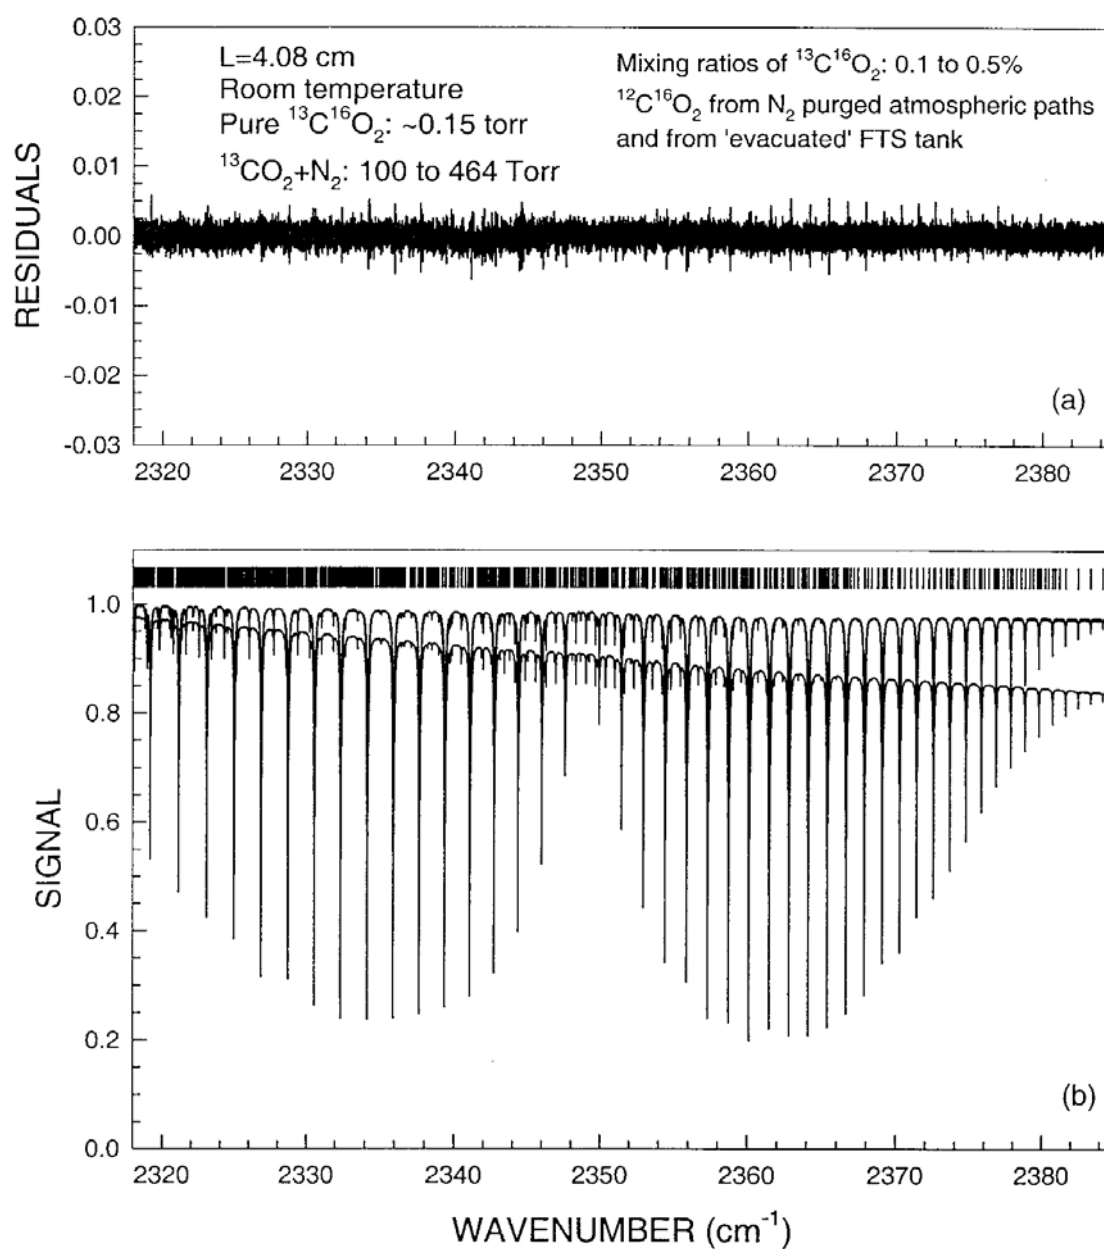 0.03
0.02
0.01
0.00
-0.01
-0.02
-0.03
RESIDUALS
L=4.08 cm
Room temperature
Pure ¹³C¹⁶O₂: ~0.15 torr
¹³CO₂+N₂: 100 to 464 Torr
Mixing ratios of ¹³C¹⁶O₂: 0.1 to 0.5%
¹²C¹⁶O₂ from N₂ purged atmospheric paths
and from 'evacuated' FTS tank
(a)
2320 2330 2340 2350 2360 2370 2380
1.0
0.8
0.6
0.4
0.2
0.0
SIGNAL
(b)
2320 2330 2340 2350 2360 2370 2380
WAVENUMBER (cm⁻¹)